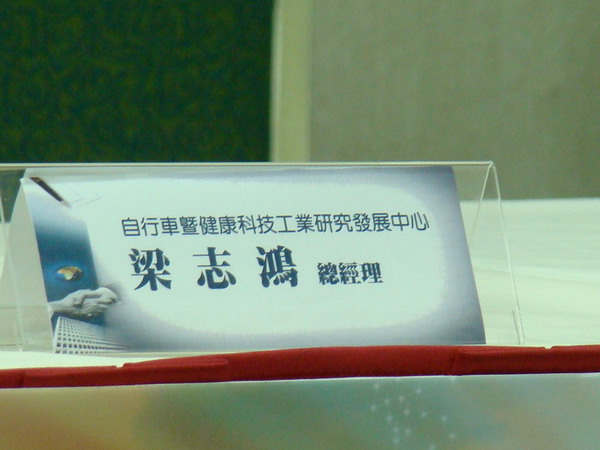 自行車暨健康科技工業研究發展中心
梁志鴻 總經理